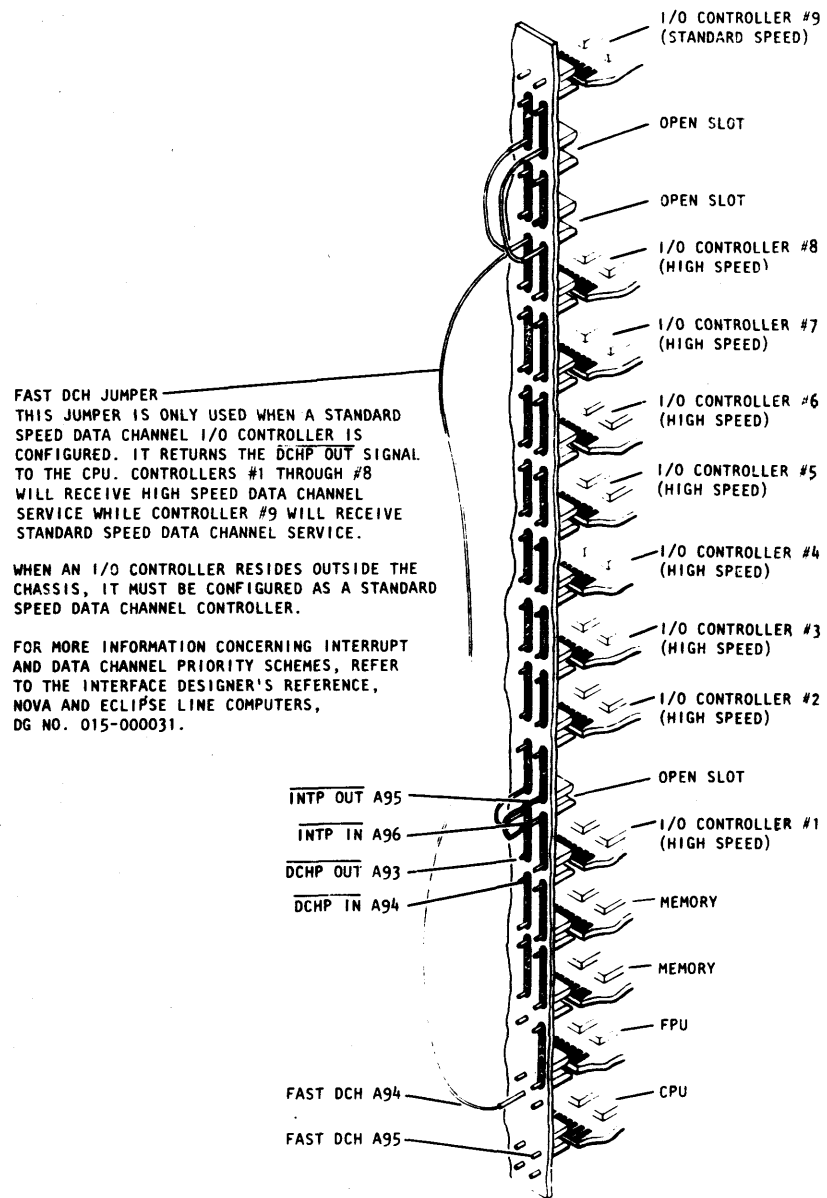 I/O CONTROLLER #9
(STANDARD SPEED)
OPEN SLOT
OPEN SLOT
I/O CONTROLLER #8
(HIGH SPEED)
I/O CONTROLLER #7
(HIGH SPEED)
FAST DCH JUMPER
THIS JUMPER IS ONLY USED WHEN A STANDARD
SPEED DATA CHANNEL I/O CONTROLLER IS
CONFIGURED. IT RETURNS THE DCHP OUT SIGNAL
TO THE CPU. CONTROLLERS #1 THROUGH #8
WILL RECEIVE HIGH SPEED DATA CHANNEL
SERVICE WHILE CONTROLLER #9 WILL RECEIVE
STANDARD SPEED DATA CHANNEL SERVICE.
WHEN AN I/O CONTROLLER RESIDES OUTSIDE THE
CHASSIS, IT MUST BE CONFIGURED AS A STANDARD
SPEED DATA CHANNEL CONTROLLER.
FOR MORE INFORMATION CONCERNING INTERRUPT
AND DATA CHANNEL PRIORITY SCHEMES, REFER
TO THE INTERFACE DESIGNER'S REFERENCE,
NOVA AND ECLIPSE LINE COMPUTERS,
DG NO. 015-000031.
I/O CONTROLLER #6
(HIGH SPEED)
I/O CONTROLLER #5
(HIGH SPEED)
I/O CONTROLLER #4
(HIGH SPEED)
I/O CONTROLLER #3
(HIGH SPEED)
I/O CONTROLLER #2
(HIGH SPEED)
OPEN SLOT
INTP OUT A95
I/O CONTROLLER #1
(HIGH SPEED)
INTP IN A96
DCHP OUT A93
DCHP IN A94
MEMORY
MEMORY
FPU
CPU
FAST DCH A94
FAST DCH A95